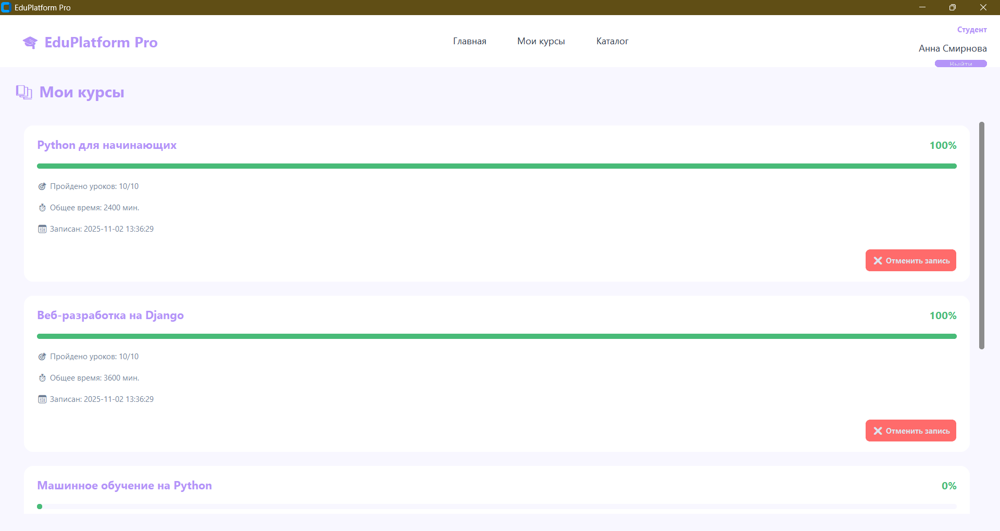 EduPlatform Pro
EduPlatform Pro
Главная
Мои курсы
Каталог
Студент
Анна Смирнова
Выйти
Мои курсы
Python для начинающих
100%
Пройдено уроков: 10/10
Общее время: 2400 мин.
Записан: 2025-11-02 13:36:29
Отменить запись
Веб-разработка на Django
100%
Пройдено уроков: 10/10
Общее время: 3600 мин.
Записан: 2025-11-02 13:36:29
Отменить запись
Машинное обучение на Python
0%